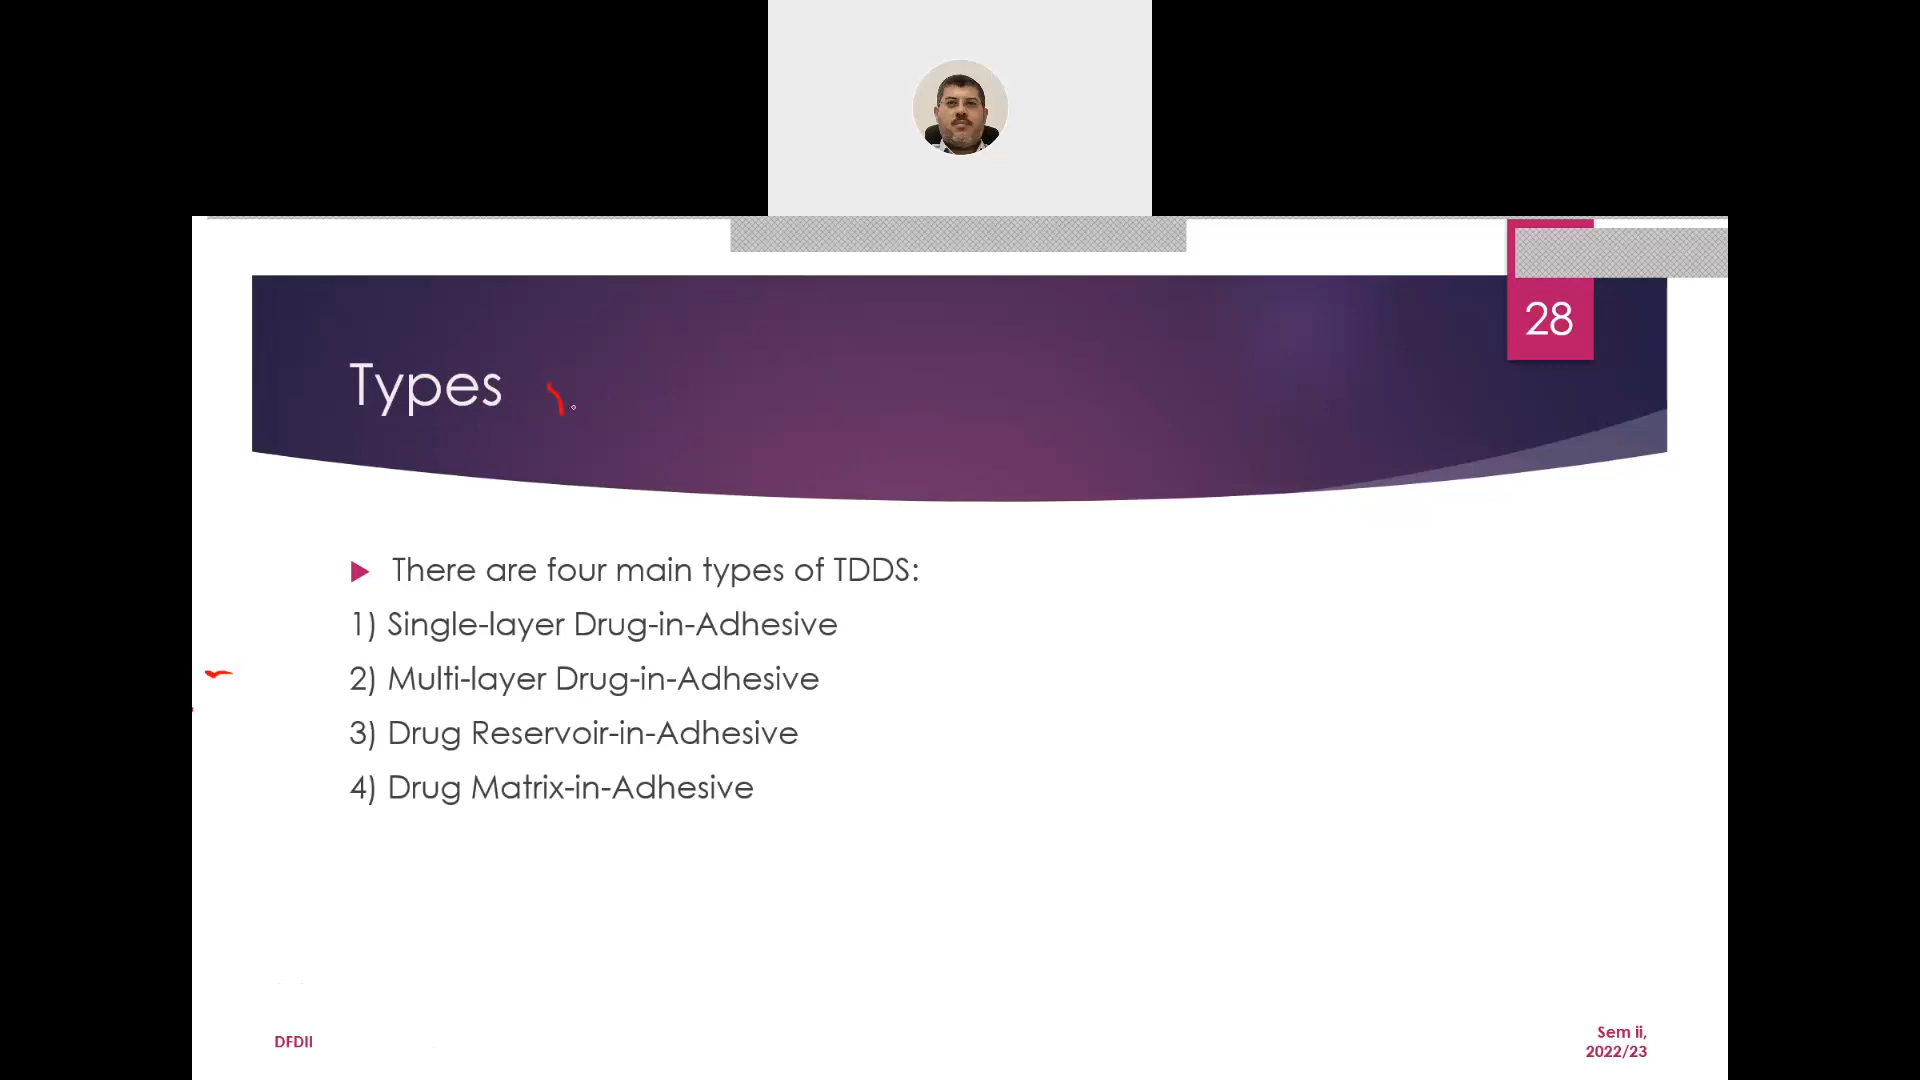 28
Types
There are four main types of TDDS:
1) Single-layer Drug-in-Adhesive
2) Multi-layer Drug-in-Adhesive
3) Drug Reservoir-in-Adhesive
4) Drug Matrix-in-Adhesive
DFDII
Sem ii,
2022/23